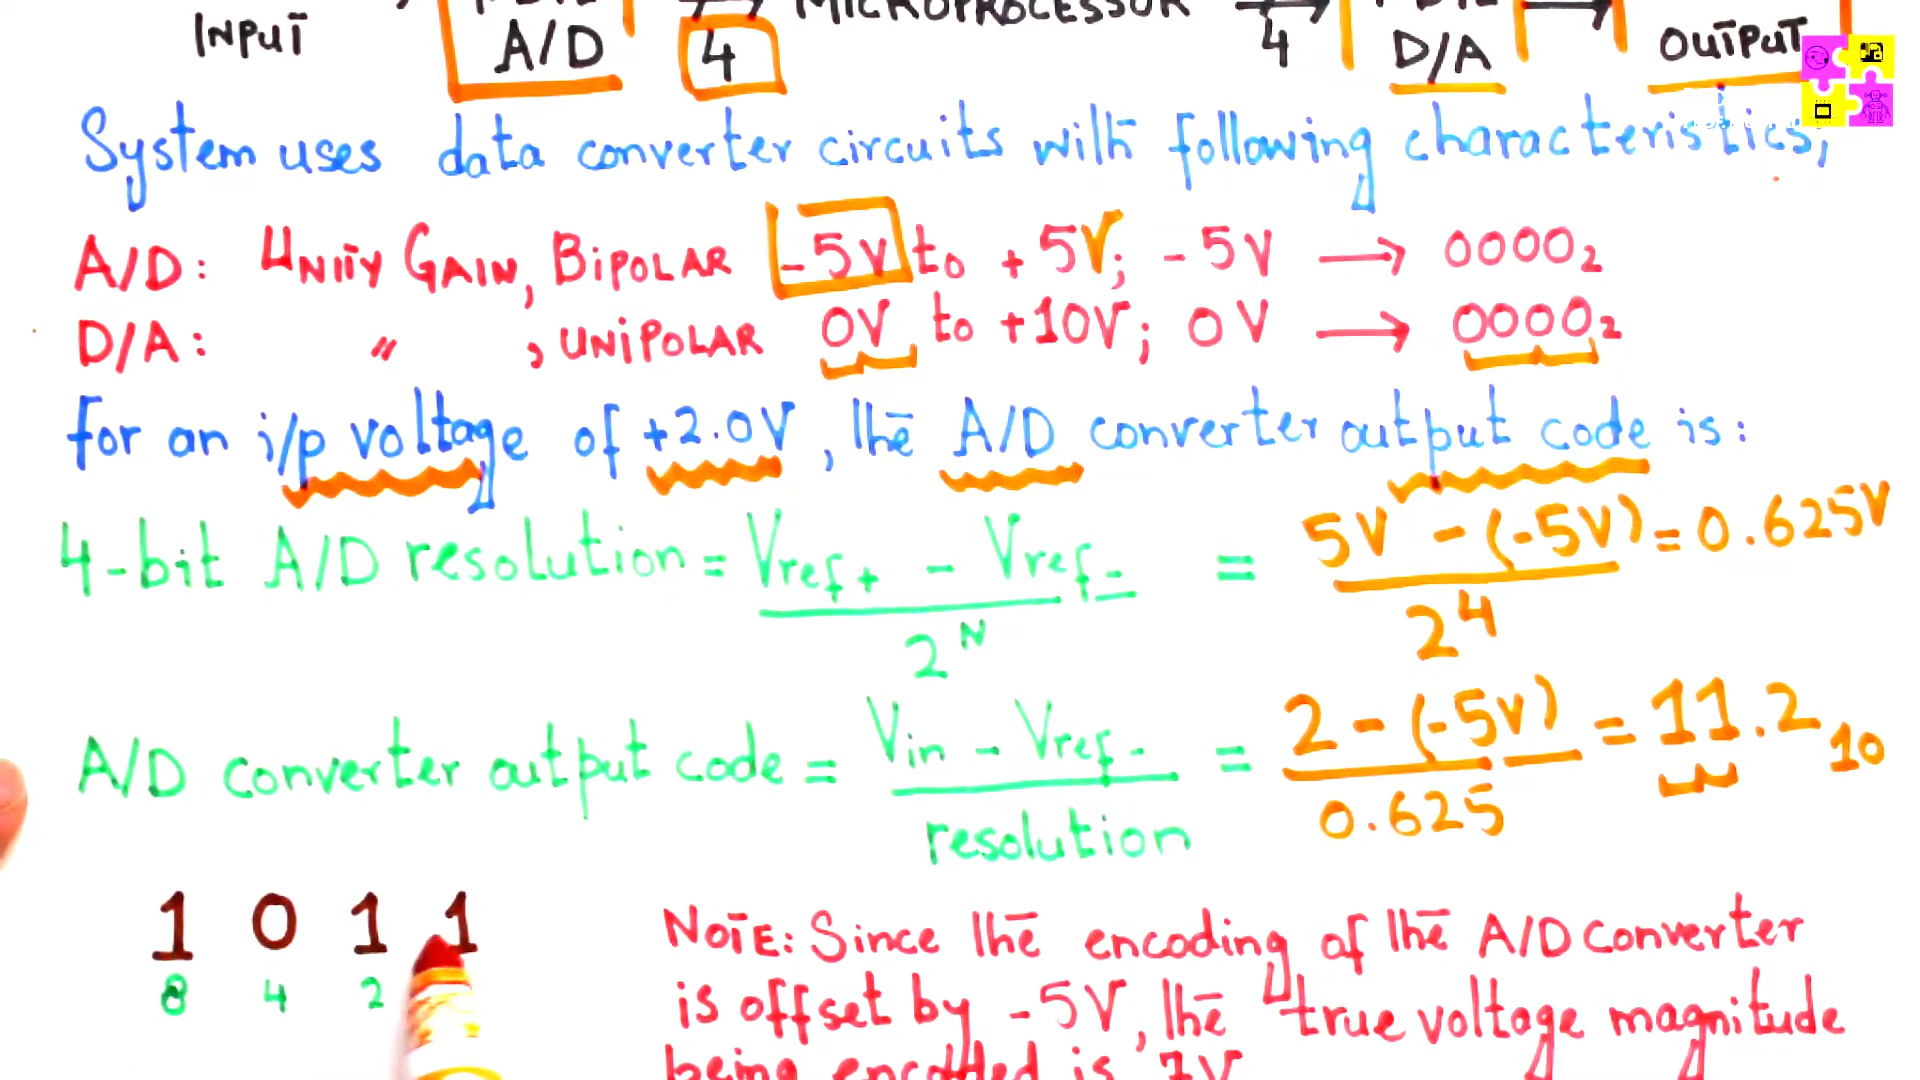 INPUT A/D 4 MICROPROCESSOR 4 D/A OUTPUT
System uses data converter circuits with following characteristics;
A/D: UNITY GAIN, BIPOLAR -5V to +5V; -5V → 0000₂
D/A: " , UNIPOLAR 0V to +10V; 0V → 0000₂
for an i/p voltage of +2.0V, the A/D converter output code is:
4-bit A/D resolution = Vref+ - Vref- / 2^N = 5V - (-5V) / 2^4 = 0.625V
A/D converter output code = Vin - Vref- / resolution = 2 - (-5V) / 0.625 = 11.2₁₀
1 0 1 1
8 4 2
NOTE: Since the encoding of the A/D converter
is offset by -5V, the true voltage magnitude
being encoded is 7V